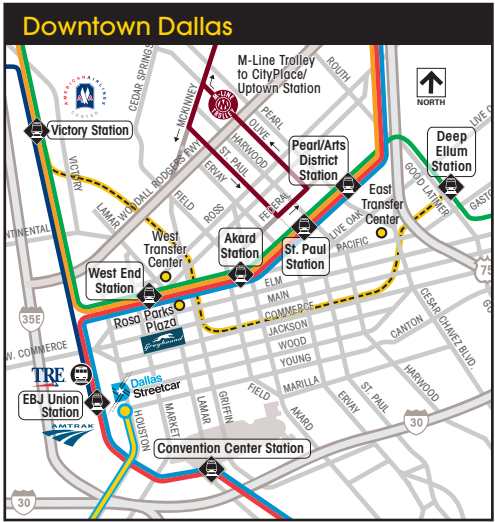 Downtown Dallas
M-Line Trolley
to CityPlace/
Uptown Station
CEDAR SPRINGS
ROUTH
AMERICAN AIRLINES
CENTER
M-LINE
TROLLEY
MCKINNEY
NORTH
PEARL
OLIVE
HARWOOD
ST. PAUL
ERVAY
LIVE O
Victory Station
Pearl/Arts
District
Station
Deep
Ellum
Station
VICTORY
WOODALL RODGERS FWY
LAMAR
FIELD
ROSS
FEDERAL
GOOD LATIMER
GASTO
East
Transfer
Center
LIVE OAK
PACIFIC
NTINENTAL
West
Transfer
Center
Akard
Station
St. Paul
Station
West End
Station
75
ELM
MAIN
COMMERCE
JACKSON
WOOD
YOUNG
MARILLA
Rosa Parks
Plaza
Greyhound
CESAR CHAVEZ BLVD.
CANTON
35E
W. COMMERCE
TRE
Dallas
Streetcar
EBJ Union
Station
AMTRAK
HOUSTON
MARKET
LAMAR
GRIFFIN
FIELD
AKARD
ERVAY
ST. PAUL
HARWOOD
30
Convention Center Station
30